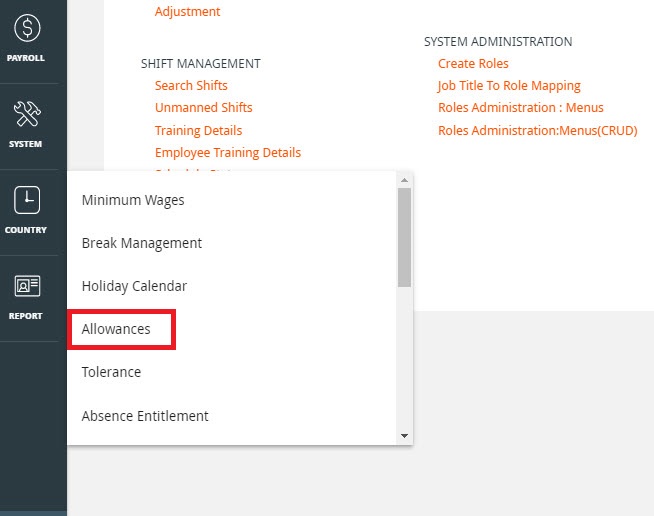 PAYROLL
SYSTEM
COUNTRY
REPORT
Adjustment
SHIFT MANAGEMENT
Search Shifts
Unmanned Shifts
Training Details
Employee Training Details
SYSTEM ADMINISTRATION
Create Roles
Job Title To Role Mapping
Roles Administration : Menus
Roles Administration:Menus(CRUD)
Minimum Wages
Break Management
Holiday Calendar
Allowances
Tolerance
Absence Entitlement